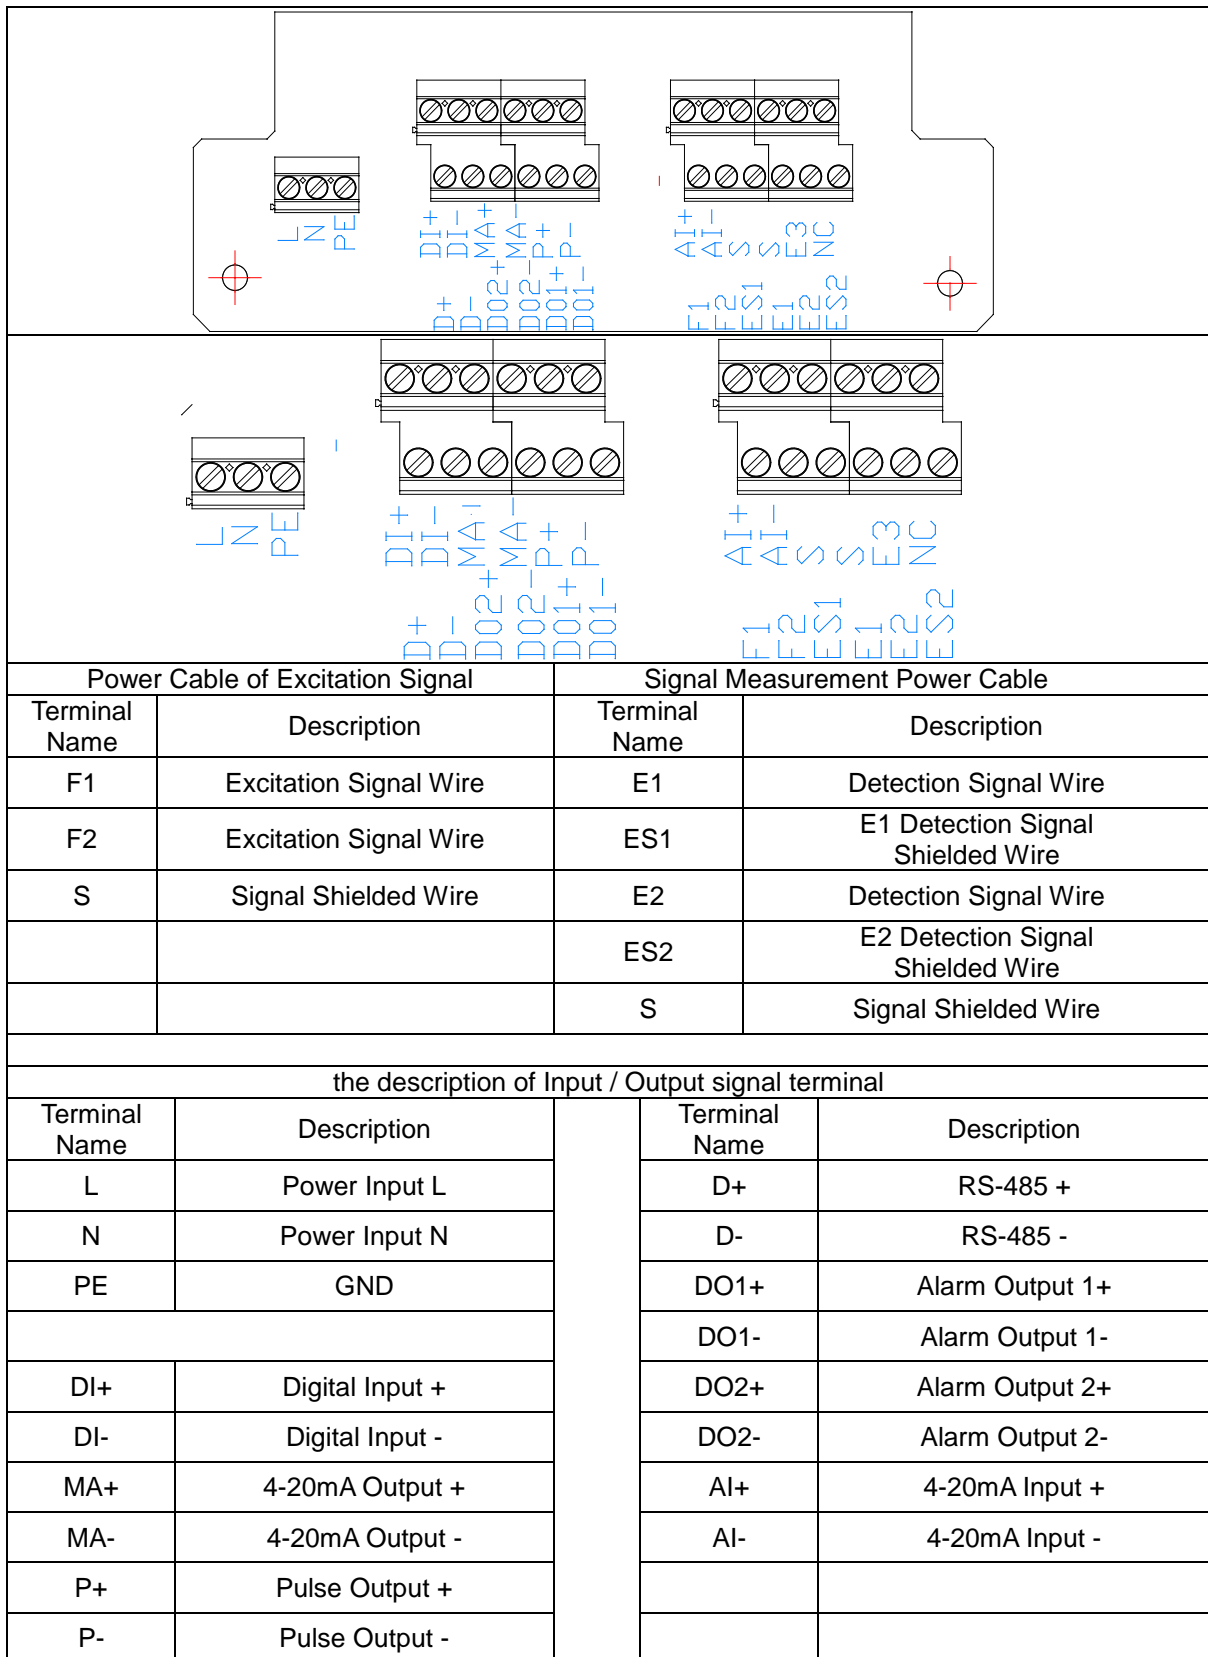 L N PE
DI+ DI- MA+ MA- P+ P-
AI+ AI- S S E3 NC
D+ D- DO2+ DO2- DO1+ DO1-
F1 F2 ES1 E1 E2 ES2
L N PE
DI+ DI- MA+ MA- P+ P-
AI+ AI- S S E3 NC
D+ D- DO2+ DO2- DO1+ DO1-
F1 F2 ES1 E1 E2 ES2
Power Cable of Excitation Signal Signal Measurement Power Cable
Terminal Name Description Terminal Name Description
F1 Excitation Signal Wire E1 Detection Signal Wire
F2 Excitation Signal Wire ES1 E1 Detection Signal Shielded Wire
S Signal Shielded Wire E2 Detection Signal Wire
ES2 E2 Detection Signal Shielded Wire
S Signal Shielded Wire
the description of Input / Output signal terminal
Terminal Name Description Terminal Name Description
L Power Input L D+ RS-485 +
N Power Input N D- RS-485 -
PE GND DO1+ Alarm Output 1+
DO1- Alarm Output 1-
DI+ Digital Input + DO2+ Alarm Output 2+
DI- Digital Input - DO2- Alarm Output 2-
MA+ 4-20mA Output + AI+ 4-20mA Input +
MA- 4-20mA Output - AI- 4-20mA Input -
P+ Pulse Output +
P- Pulse Output -